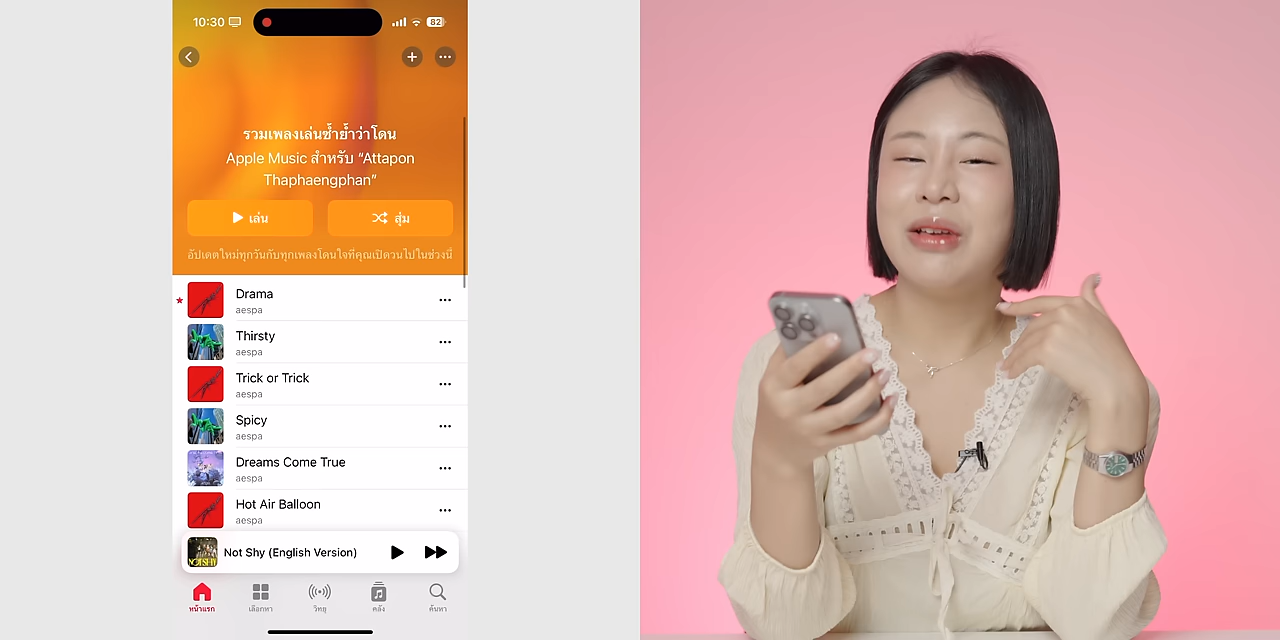 10:30
82
รวมเพลงเล่นซ้ำย้ำว่าโดน
Apple Music สำหรับ “Attapon
Thaphaengphan”
เล่น
สุ่ม
อัปเดตใหม่ทุกวันกับทุกเพลงโดนใจที่คุณเปิดวนไปในช่วงนี้
Drama
aespa
Thirsty
aespa
Trick or Trick
aespa
Spicy
aespa
Dreams Come True
aespa
Hot Air Balloon
aespa
NOT SHY
Not Shy (English Version)
หน้าแรก
เลือกหา
วิทยุ
คลัง
ค้นหา